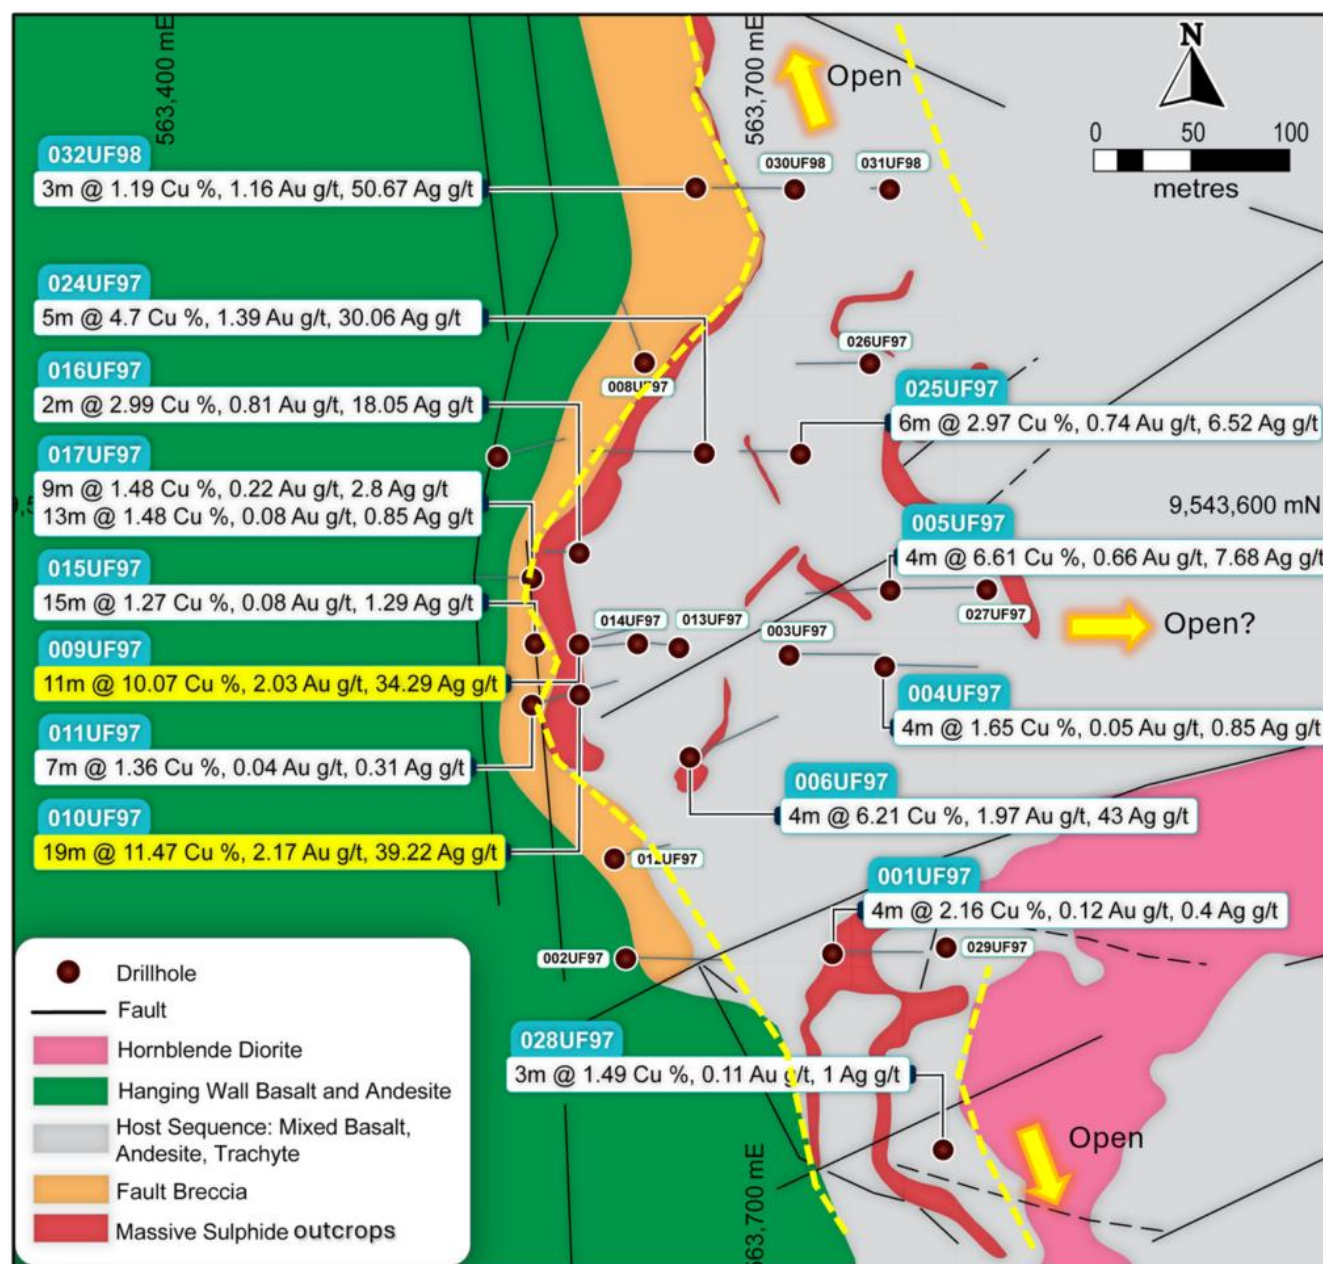 563,400 mE
563,700 mE
Open
N
0 50 100
metres
032UF98
3m @ 1.19 Cu %, 1.16 Au g/t, 50.67 Ag g/t
030UF98
031UF98
024UF97
5m @ 4.7 Cu %, 1.39 Au g/t, 30.06 Ag g/t
026UF97
008UF97
016UF97
2m @ 2.99 Cu %, 0.81 Au g/t, 18.05 Ag g/t
025UF97
6m @ 2.97 Cu %, 0.74 Au g/t, 6.52 Ag g/t
017UF97
9m @ 1.48 Cu %, 0.22 Au g/t, 2.8 Ag g/t
13m @ 1.48 Cu %, 0.08 Au g/t, 0.85 Ag g/t
9,543,600 mN
005UF97
4m @ 6.61 Cu %, 0.66 Au g/t, 7.68 Ag g/t
015UF97
15m @ 1.27 Cu %, 0.08 Au g/t, 1.29 Ag g/t
014UF97
013UF97
003UF97
027UF97
Open?
009UF97
11m @ 10.07 Cu %, 2.03 Au g/t, 34.29 Ag g/t
004UF97
4m @ 1.65 Cu %, 0.05 Au g/t, 0.85 Ag g/t
011UF97
7m @ 1.36 Cu %, 0.04 Au g/t, 0.31 Ag g/t
006UF97
4m @ 6.21 Cu %, 1.97 Au g/t, 43 Ag g/t
010UF97
19m @ 11.47 Cu %, 2.17 Au g/t, 39.22 Ag g/t
012UF97
001UF97
4m @ 2.16 Cu %, 0.12 Au g/t, 0.4 Ag g/t
002UF97
029UF97
028UF97
3m @ 1.49 Cu %, 0.11 Au g/t, 1 Ag g/t
Open
563,700 mE
Drillhole
Fault
Hornblende Diorite
Hanging Wall Basalt and Andesite
Host Sequence: Mixed Basalt,
Andesite, Trachyte
Fault Breccia
Massive Sulphide outcrops